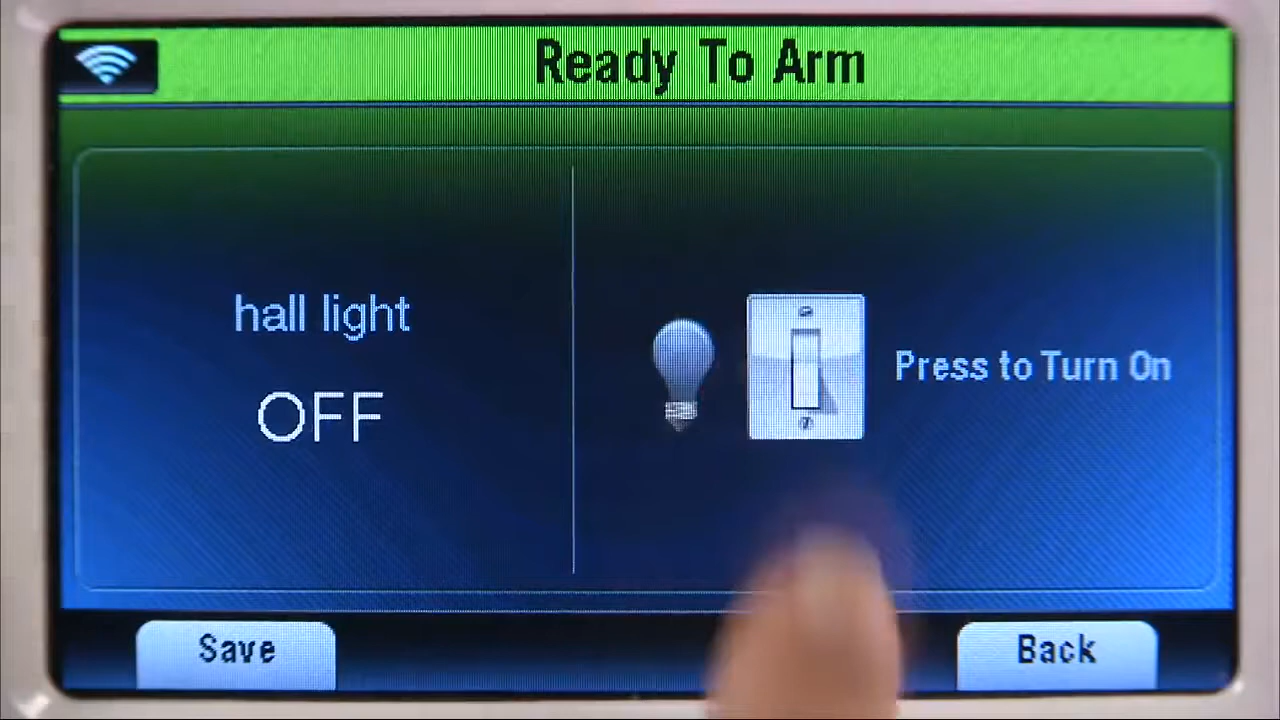 Ready To Arm
hall light
OFF
Press to Turn On
Save
Back